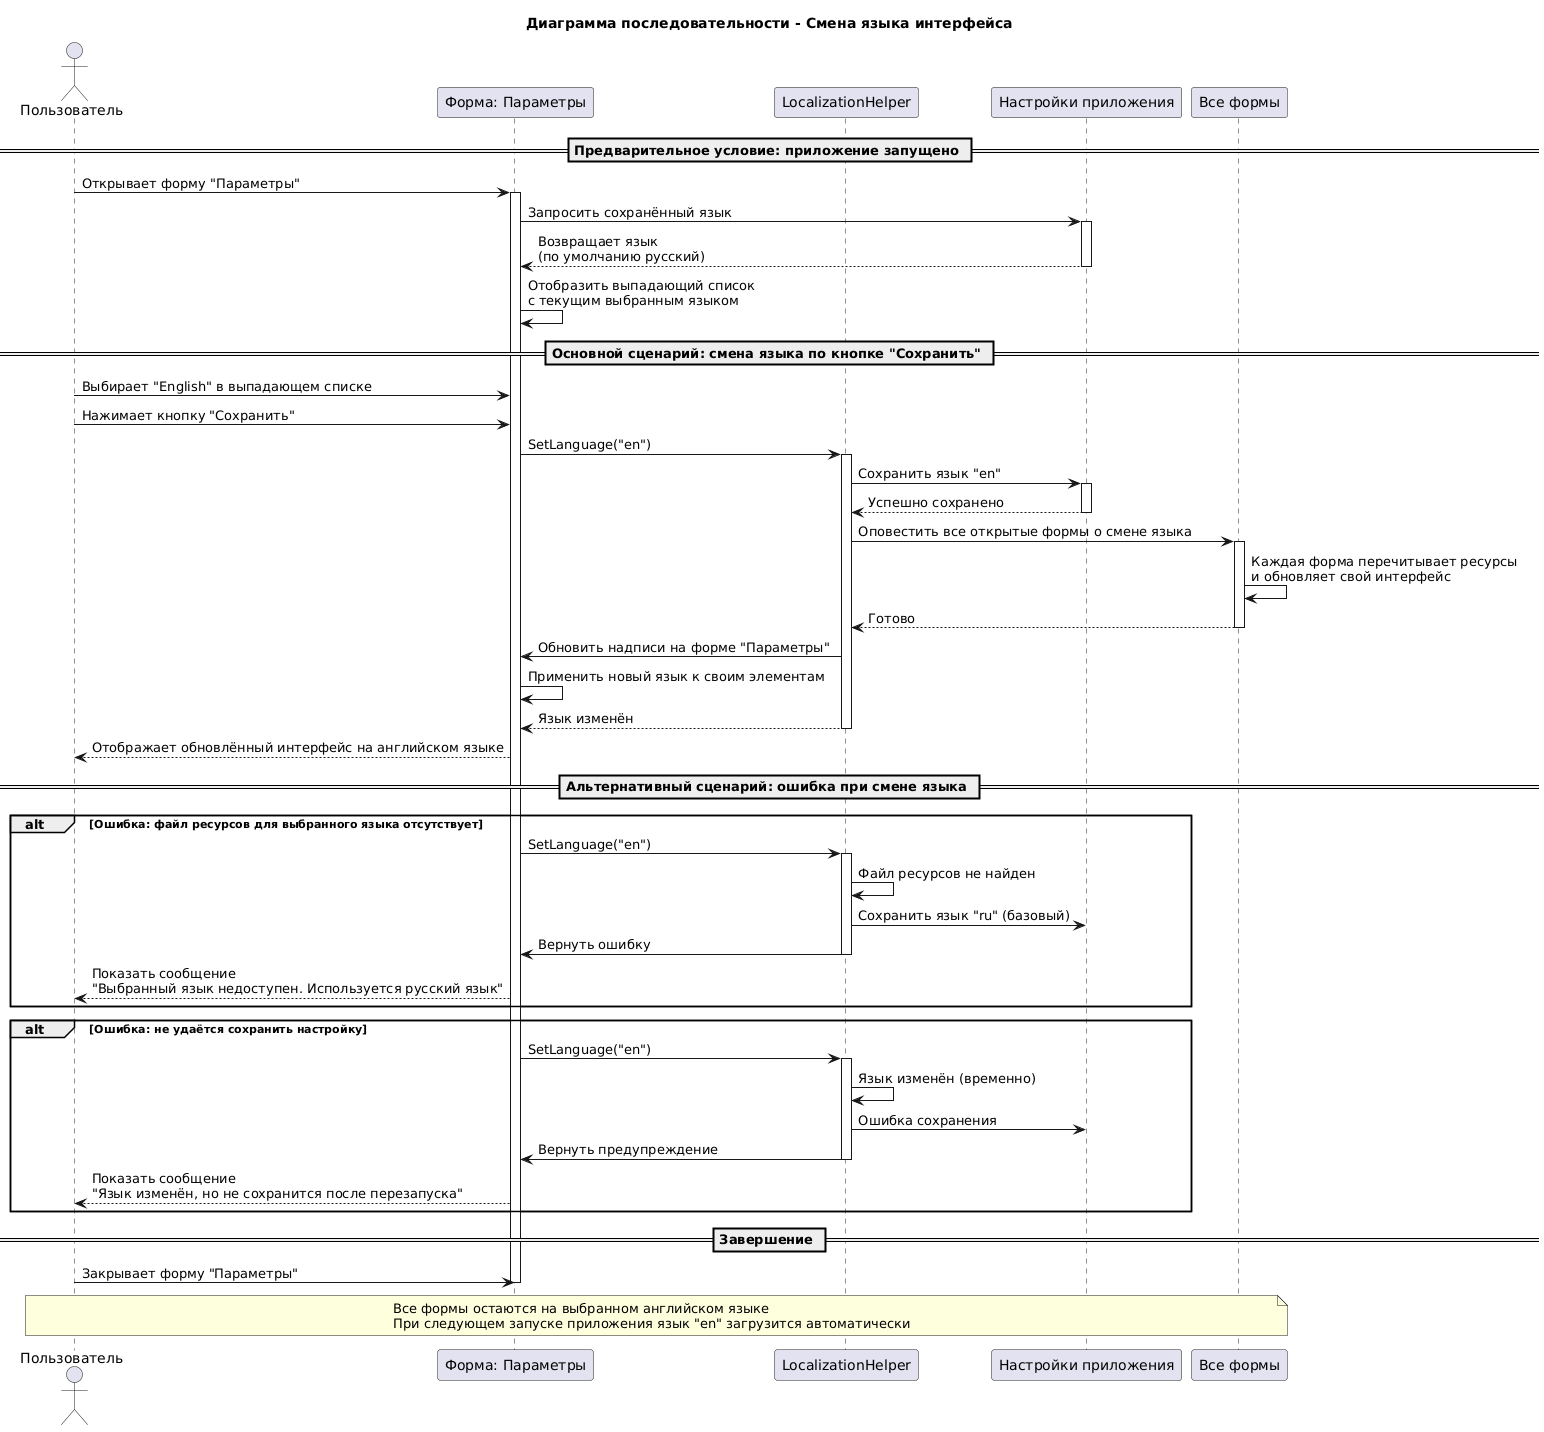 Диаграмма последовательности - Смена языка интерфейса
Пользователь
Форма: Параметры
LocalizationHelper
Настройки приложения
Все формы
Предварительное условие: приложение запущено
Открывает форму "Параметры"
Запросить сохранённый язык
Возвращает язык
(по умолчанию русский)
Отобразить выпадающий список
с текущим выбранным языком
Основной сценарий: смена языка по кнопке "Сохранить"
Выбирает "English" в выпадающем списке
Нажимает кнопку "Сохранить"
SetLanguage("en")
Сохранить язык "en"
Успешно сохранено
Оповестить все открытые формы о смене языка
Каждая форма перечитывает ресурсы
и обновляет свой интерфейс
Готово
Обновить надписи на форме "Параметры"
Применить новый язык к своим элементам
Язык изменён
Отображает обновлённый интерфейс на английском языке
Альтернативный сценарий: ошибка при смене языка
alt
[Ошибка: файл ресурсов для выбранного языка отсутствует]
SetLanguage("en")
Файл ресурсов не найден
Сохранить язык "ru" (базовый)
Вернуть ошибку
Показать сообщение
"Выбранный язык недоступен. Используется русский язык"
alt
[Ошибка: не удаётся сохранить настройку]
SetLanguage("en")
Язык изменён (временно)
Ошибка сохранения
Вернуть предупреждение
Показать сообщение
"Язык изменён, но не сохранится после перезапуска"
Завершение
Закрывает форму "Параметры"
Все формы остаются на выбранном английском языке
При следующем запуске приложения язык "en" загрузится автоматически
Пользователь
Форма: Параметры
LocalizationHelper
Настройки приложения
Все формы